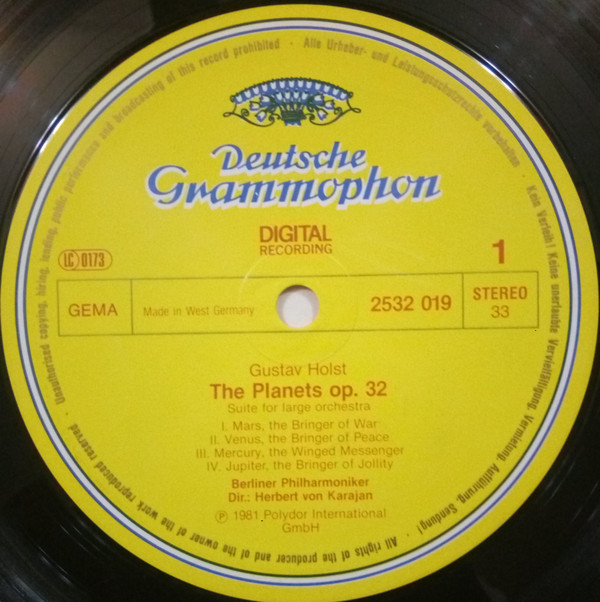 Unauthorised copying, hiring, lending, public performance and broadcasting of this record prohibited · Alle Urheber- und Leistungsschutzrechte vorbehalten · Kein Verleih! Keine unerlaubte Vervielfältigung, Vermietung, Aufführung, Sendung! · All rights of the producer and of the owner of the work reproduced reserved
Deutsche
Grammophon
DIGITAL
RECORDING
LC 0173
1
GEMA
Made in West Germany
2532 019
STEREO
33
Gustav Holst
The Planets op. 32
Suite for large orchestra
I. Mars, the Bringer of War
II. Venus, the Bringer of Peace
III. Mercury, the Winged Messenger
IV. Jupiter, the Bringer of Jollity
Berliner Philharmoniker
Dir.: Herbert von Karajan
Ⓟ 1981 Polydor International
GmbH